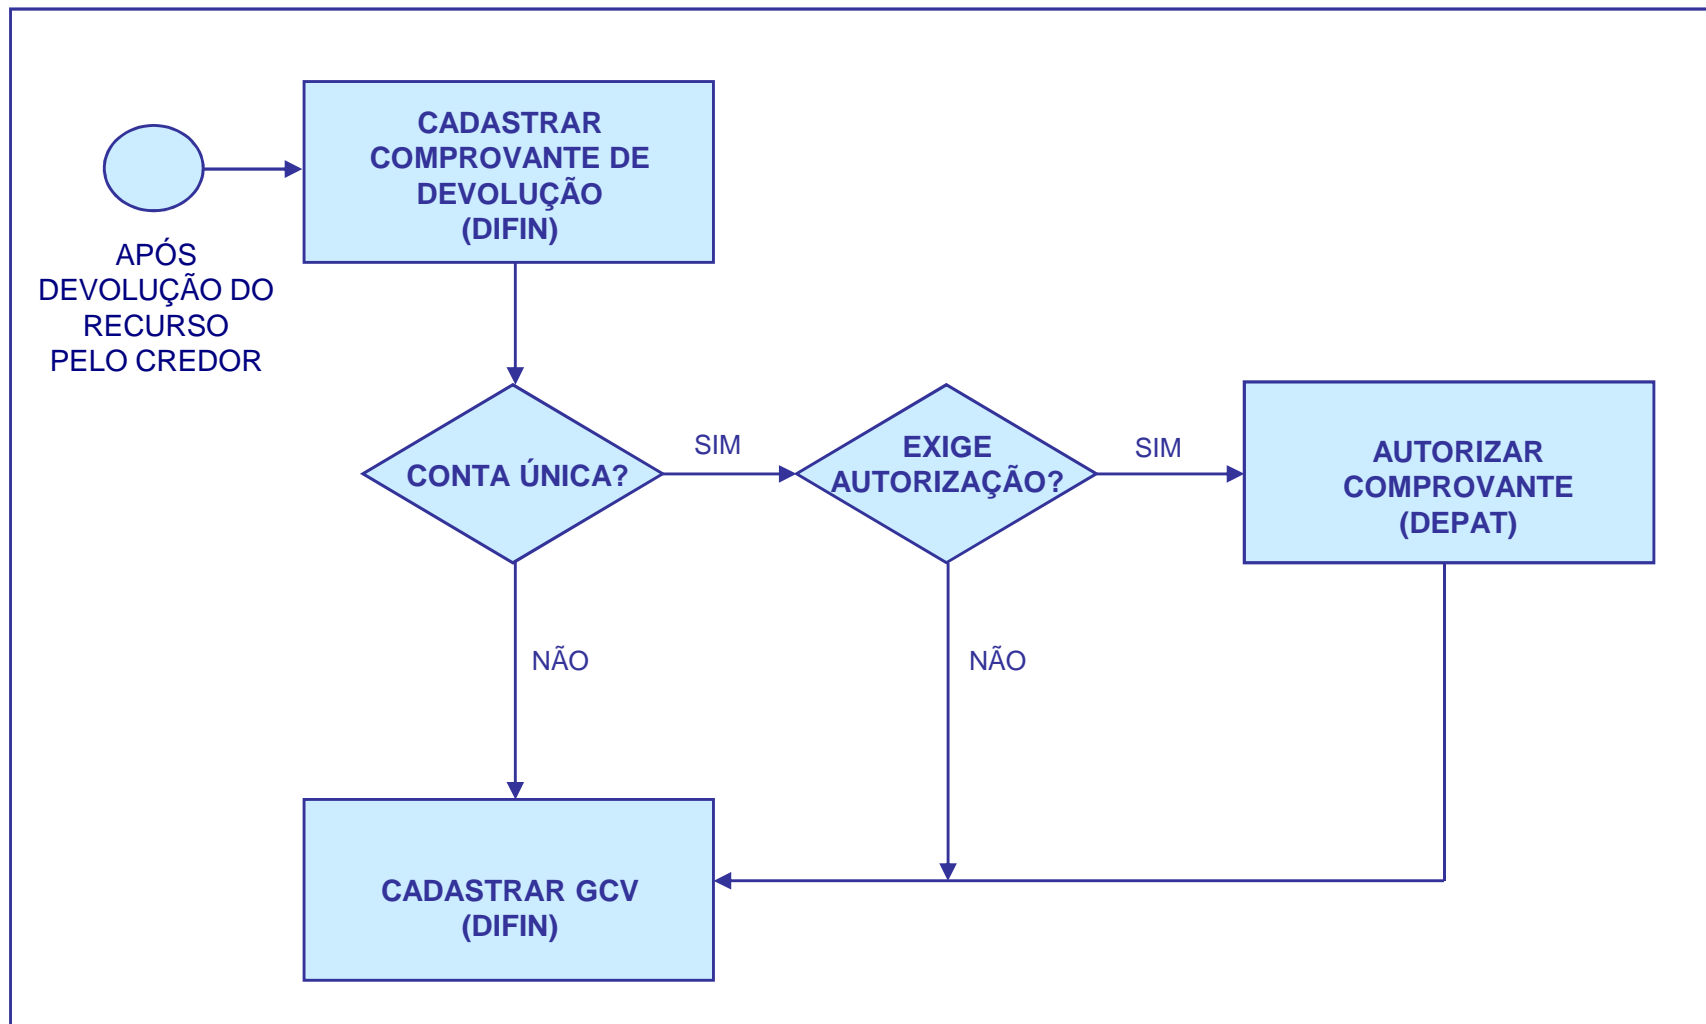 CADASTRAR
COMPROVANTE DE
DEVOLUÇÃO
(DIFIN)
APÓS
DEVOLUÇÃO DO
RECURSO
PELO CREDOR
CONTA ÚNICA?
SIM
EXIGE
AUTORIZAÇÃO?
SIM
AUTORIZAR
COMPROVANTE
(DEPAT)
NÃO
NÃO
CADASTRAR GCV
(DIFIN)